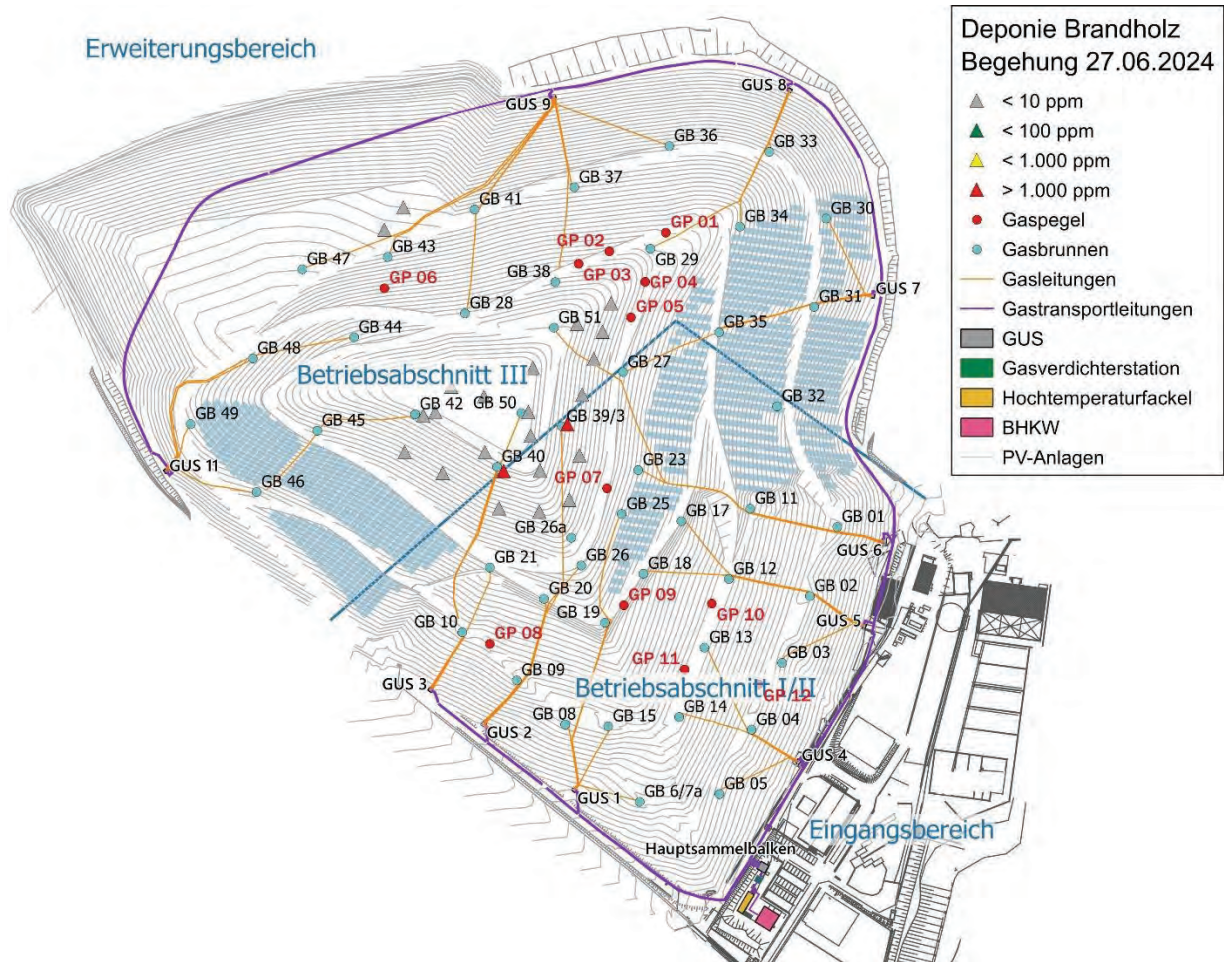 Deponie Brandholz
Begehung 27.06.2024
< 10 ppm
< 100 ppm
< 1.000 ppm
> 1.000 ppm
Gaspegel
Gasbrunnen
Gasleitungen
Gastransportleitungen
GUS
Gasverdichterstation
Hochtemperaturfackel
BHKW
PV-Anlagen
Erweiterungsbereich
GUS 9
GUS 8
GB 36
GB 33
GB 37
GB 41
GB 30
GB 34
GP 01
GP 02
GB 43
GB 47
GB 29
GP 03
GB 38
GP 04
GP 06
GUS 7
GB 31
GB 28
GP 05
GB 51
GB 35
GB 44
GB 48
GB 27
Betriebsabschnitt III
GB 32
GB 42
GB 50
GB 49
GB 39/3
GB 45
GB 40
GUS 11
GB 23
GP 07
GB 46
GB 25
GB 11
GB 17
GB 01
GB 26a
GUS 6
GB 21
GB 26
GB 18
GB 12
GB 20
GB 02
GP 09
GP 10
GB 19
GUS 5
GB 10
GP 08
GB 13
GB 03
GP 11
GB 09
GUS 3
Betriebsabschnitt I/II
GP 12
GB 14
GB 08
GB 15
GB 04
GUS 2
GUS 4
GUS 1
GB 6/7a
GB 05
Eingangsbereich
Hauptsammelbalken